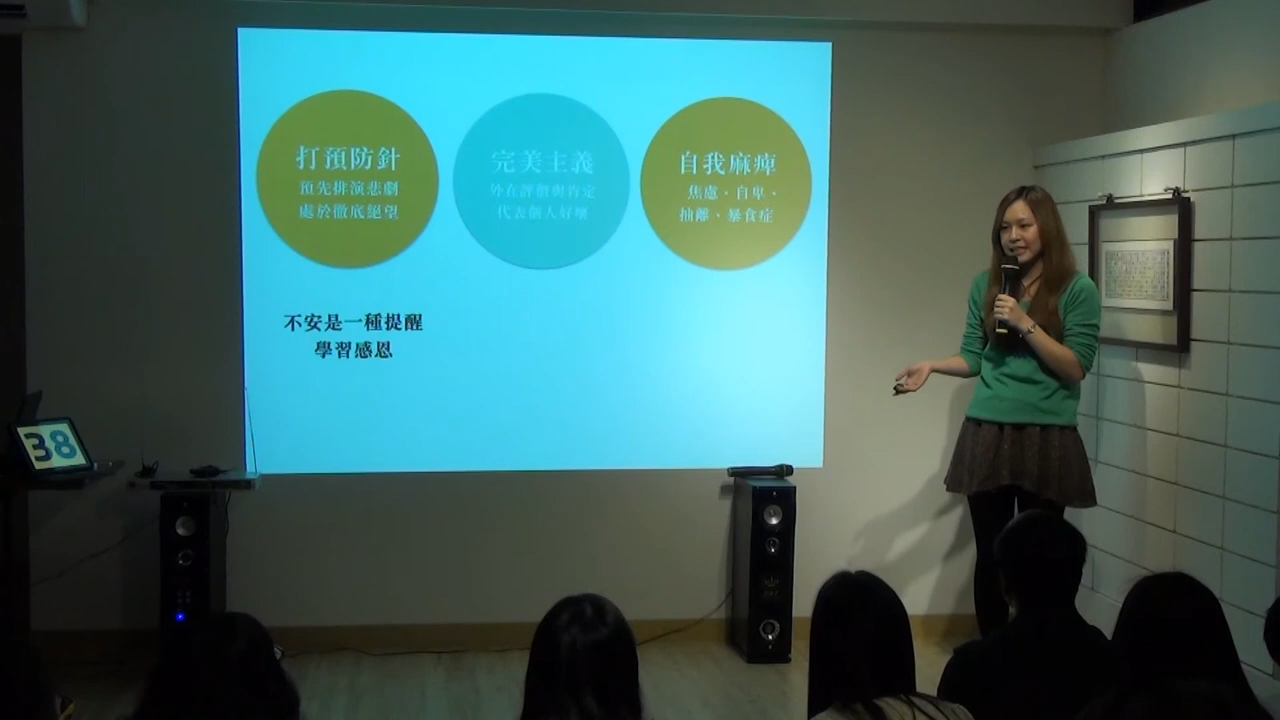 打預防針
預先排演悲劇
處於徹底絕望
完美主義
外在評價與肯定
代表個人好壞
自我麻痺
焦慮、自卑、
抽離、暴食症
不安是一種提醒
學習感恩
38